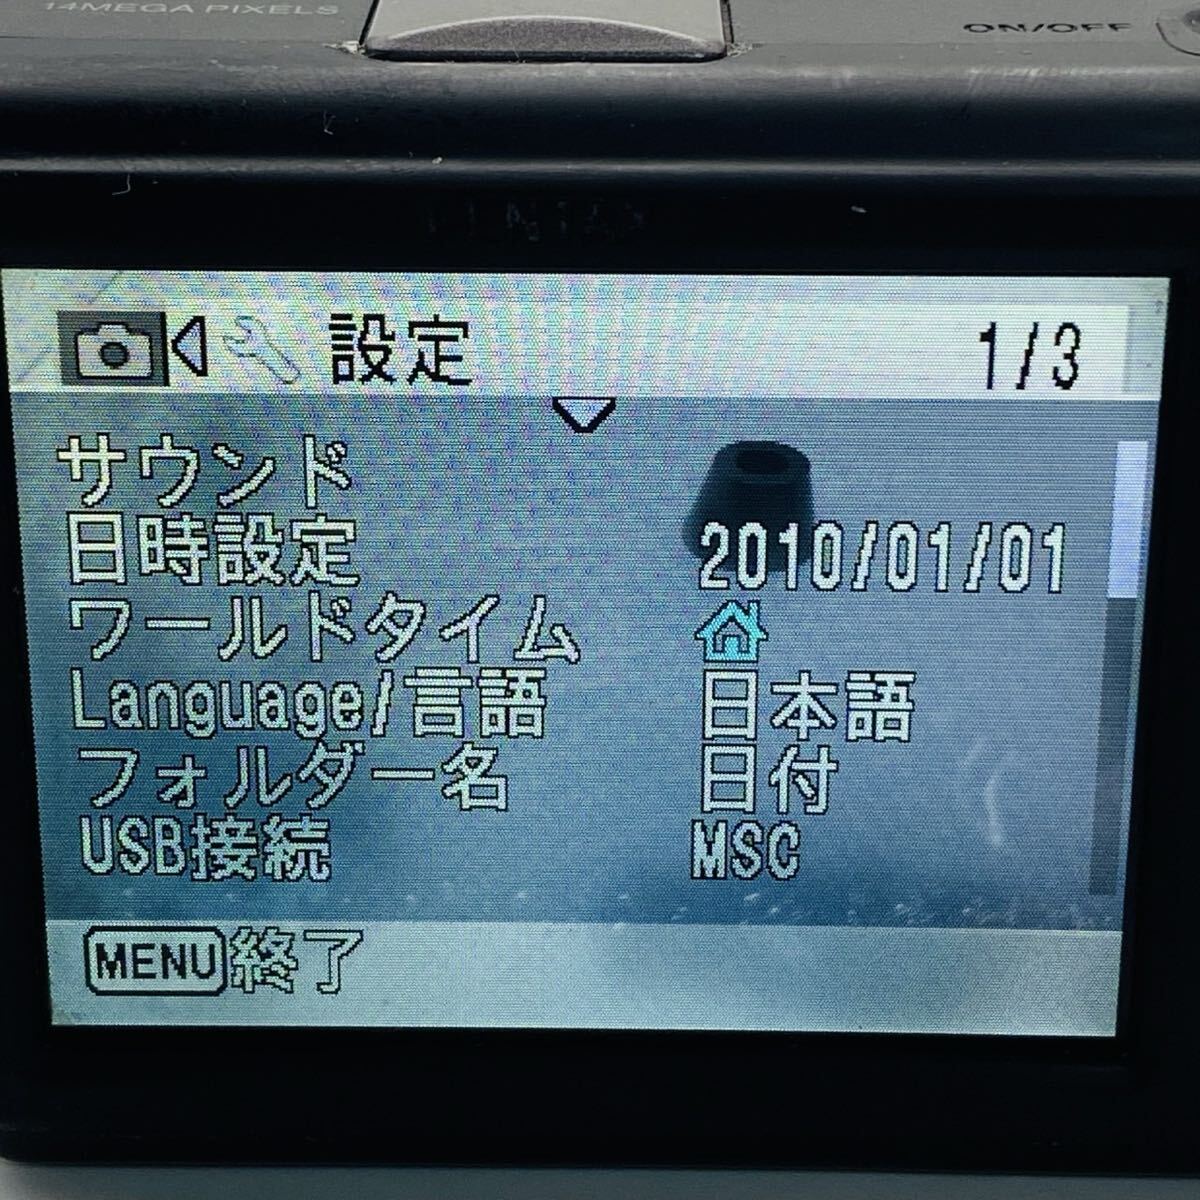 14MEGA PIXELS
ON/OFF
PENTAX
設定 1/3
サウンド
日時設定 2010/01/01
ワールドタイム
Language/言語 日本語
フォルダー名 日付
USB接続 MSC
MENU 終了